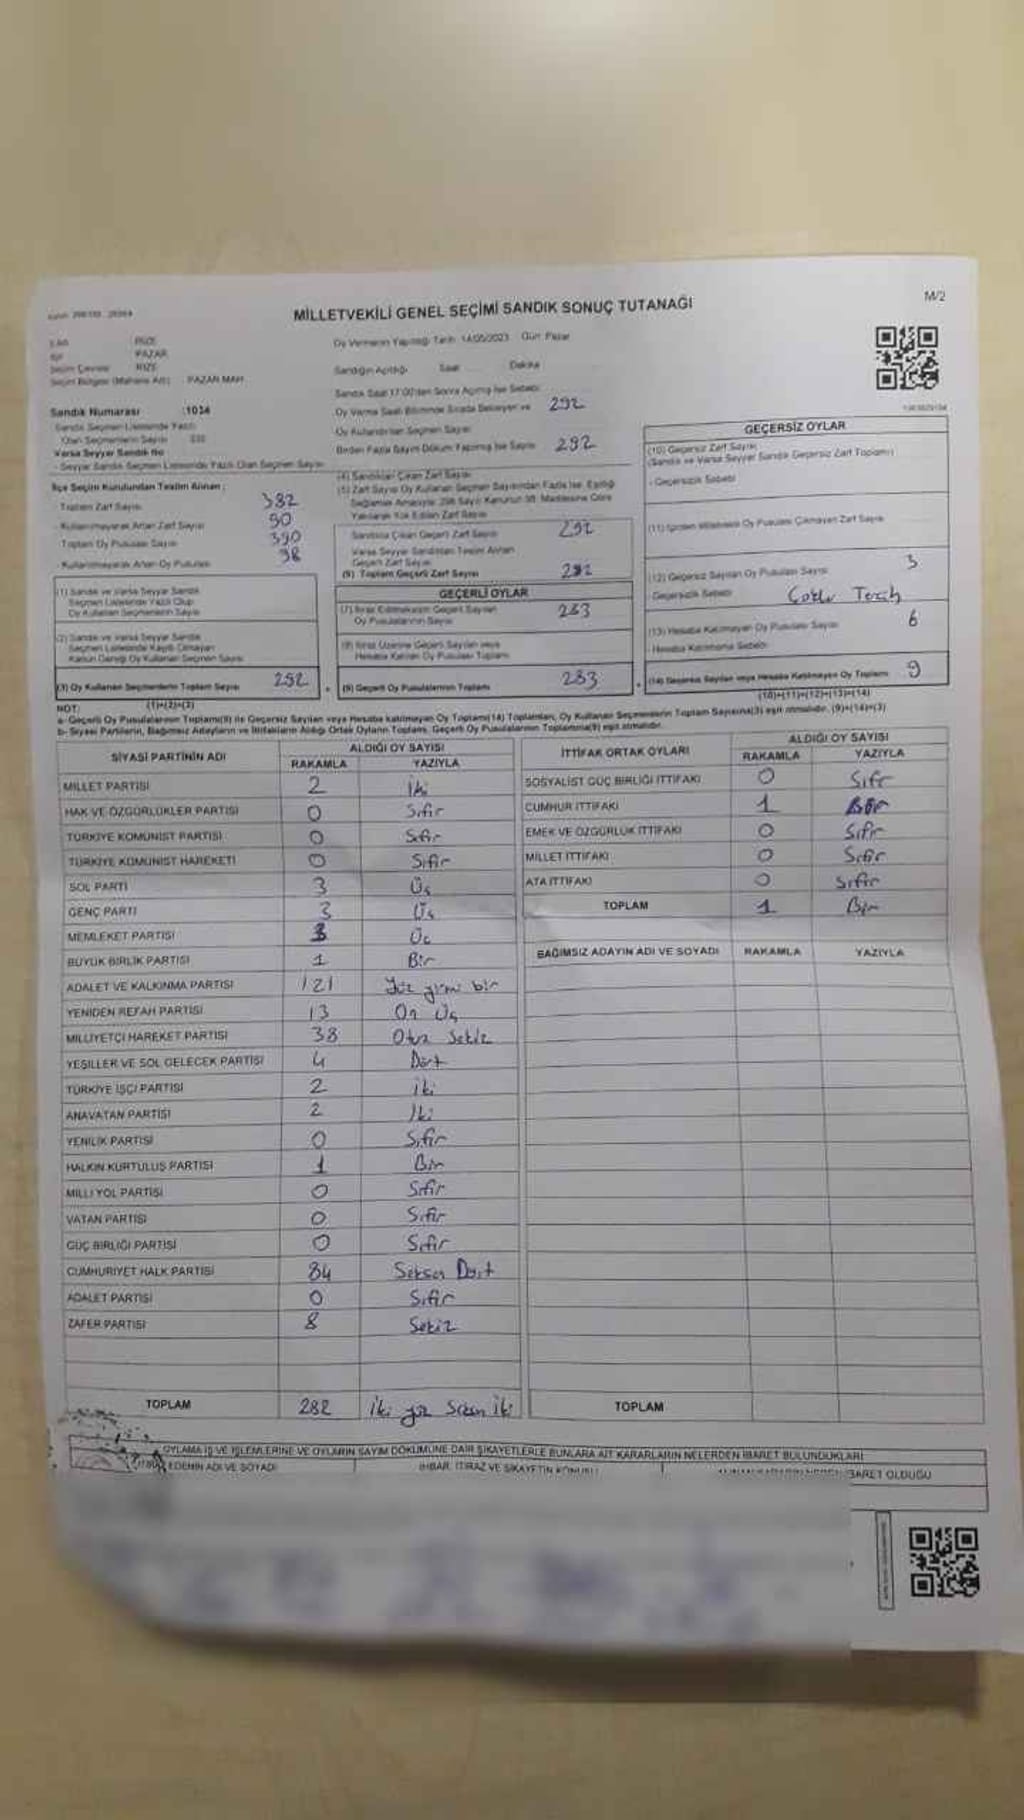 M/2
MİLLETVEKİLİ GENEL SEÇİMİ SANDIK SONUÇ TUTANAĞI
RİZE
PAZAR
Seçim Çevresi RİZE
Seçim Bölgesi (Mahalle Adı) PAZAR MAH
Oy Vermenin Yapıldığı Tarih 14/05/2023 Gün Pazar
Sandığın Açıldığı Saat Dakika
Sandık Saat 17:00'den Sonra Açılmış İse Sebebi
Sandık Numarası :1034
Sandık Seçmen Listesinde Yazılı
Olan Seçmenlerin Sayısı
Varsa Seyyar Sandık No
- Seyyar Sandık Seçmen Listesinde Yazılı Olan Seçmen Sayısı
Oy Verme Saati Bitiminde Sırada Bekleyen ve 292
Oy Kullandırılan Seçmen Sayısı
Birden Fazla Sayım Döküm Yapılmış İse Sayısı 292
İlçe Seçim Kurulundan Teslim Alınan :
- Toplam Zarf Sayısı 382
- Kullanılmayarak Artan Zarf Sayısı 90
- Toplam Oy Pusulası Sayısı 390
- Kullanılmayarak Artan Oy Pusulası 98
(1) Sandık ve Varsa Seyyar Sandık
Seçmen Listesinde Yazılı Olup
Oy Kullanan Seçmenlerin Sayısı
(2) Sandık ve Varsa Seyyar Sandık
Seçmen Listesinde Kayıtlı Olmayan
Kanun Gereği Oy Kullanan Seçmen Sayısı
(3) Oy Kullanan Seçmenlerin Toplam Sayısı 292
(1)+(2)=(3)
(4) Sandıktan Çıkan Zarf Sayısı
(5) Zarf Sayısı Oy Kullanan Seçmen Sayısından Fazla İse, Eşitliği
Sağlamak Amacıyla 298 Sayılı Kanunun 98. Maddesine Göre
Yakılarak Yok Edilen Zarf Sayısı
Sandıkta Çıkan Geçerli Zarf Sayısı 292
Varsa Seyyar Sandıktan Teslim Alınan
Geçerli Zarf Sayısı
(6) Toplam Geçerli Zarf Sayısı 292
GEÇERLİ OYLAR
(7) İtiraz Edilmeksizin Geçerli Sayılan 283
Oy Pusulalarının Sayısı
(8) İtiraz Üzerine Geçerli Sayılan veya
Hesaba Katılan Oy Pusulası Toplamı
(9) Geçerli Oy Pusulalarının Toplamı 283
GEÇERSİZ OYLAR
(10) Geçersiz Zarf Sayısı
(Sandık ve Varsa Seyyar Sandık Geçersiz Zarf Toplamı)
- Geçersizlik Sebebi
(11) İçinden Milletvekili Oy Pusulası Çıkmayan Zarf Sayısı
(12) Geçersiz Sayılan Oy Pusulası Sayısı 3
- Geçersizlik Sebebi Çoklu Tercih
(13) Hesaba Katılmayan Oy Pusulası Sayısı 6
- Hesaba Katılmama Sebebi
(14) Geçersiz Sayılan veya Hesaba Katılmayan Oy Toplamı 9
(10)+(11)+(12)+(13)=(14)
NOT:
a- Geçerli Oy Pusulalarının Toplamı(9) ile Geçersiz Sayılan veya Hesaba katılmayan Oy Toplamı(14) Toplamları, Oy Kullanan Seçmenlerin Toplam Sayısına(3) eşit olmalıdır. (9)+(14)=(3)
b- Siyasi Partilerin, Bağımsız Adayların ve İttifakların Aldığı Ortak Oyların Toplamı, Geçerli Oy Pusulalarının Toplamına(9) eşit olmalıdır.
SİYASİ PARTİNİN ADI ALDIĞI OY SAYISI
RAKAMLA YAZIYLA
MİLLET PARTİSİ 2 İki
HAK VE ÖZGÜRLÜKLER PARTİSİ 0 Sıfır
TÜRKİYE KOMÜNİST PARTİSİ 0 Sıfır
TÜRKİYE KOMÜNİST HAREKETİ 0 Sıfır
SOL PARTİ 3 Üç
GENÇ PARTİ 3 Üç
MEMLEKET PARTİSİ 3 Üç
BÜYÜK BİRLİK PARTİSİ 1 Bir
ADALET VE KALKINMA PARTİSİ 121 Yüz yirmi bir
YENİDEN REFAH PARTİSİ 13 On Üç
MİLLİYETÇİ HAREKET PARTİSİ 38 Otuz Sekiz
YEŞİLLER VE SOL GELECEK PARTİSİ 4 Dört
TÜRKİYE İŞÇİ PARTİSİ 2 İki
ANAVATAN PARTİSİ 2 İki
YENİLİK PARTİSİ 0 Sıfır
HALKIN KURTULUŞ PARTİSİ 1 Bir
MİLLİ YOL PARTİSİ 0 Sıfır
VATAN PARTİSİ 0 Sıfır
GÜÇ BİRLİĞİ PARTİSİ 0 Sıfır
CUMHURİYET HALK PARTİSİ 84 Seksen Dört
ADALET PARTİSİ 0 Sıfır
ZAFER PARTİSİ 8 Sekiz
TOPLAM 282 İki yüz Seksen İki
İTTİFAK ORTAK OYLARI ALDIĞI OY SAYISI
RAKAMLA YAZIYLA
SOSYALİST GÜÇ BİRLİĞİ İTTİFAKI 0 Sıfır
CUMHUR İTTİFAKI 1 Bir
EMEK VE ÖZGÜRLÜK İTTİFAKI 0 Sıfır
MİLLET İTTİFAKI 0 Sıfır
ATA İTTİFAKI 0 Sıfır
TOPLAM 1 Bir
BAĞIMSIZ ADAYIN ADI VE SOYADI RAKAMLA YAZIYLA
TOPLAM
OYLAMA İŞ VE İŞLEMLERİNE VE OYLARIN SAYIM DÖKÜMÜNE DAİR ŞİKAYETLERLE BUNLARA AİT KARARLARIN NELERDEN İBARET BULUNDUKLARI
EDENİN ADI VE SOYADI İHBAR, İTİRAZ VE ŞİKAYETİN KONUSU İBARET OLDUĞU